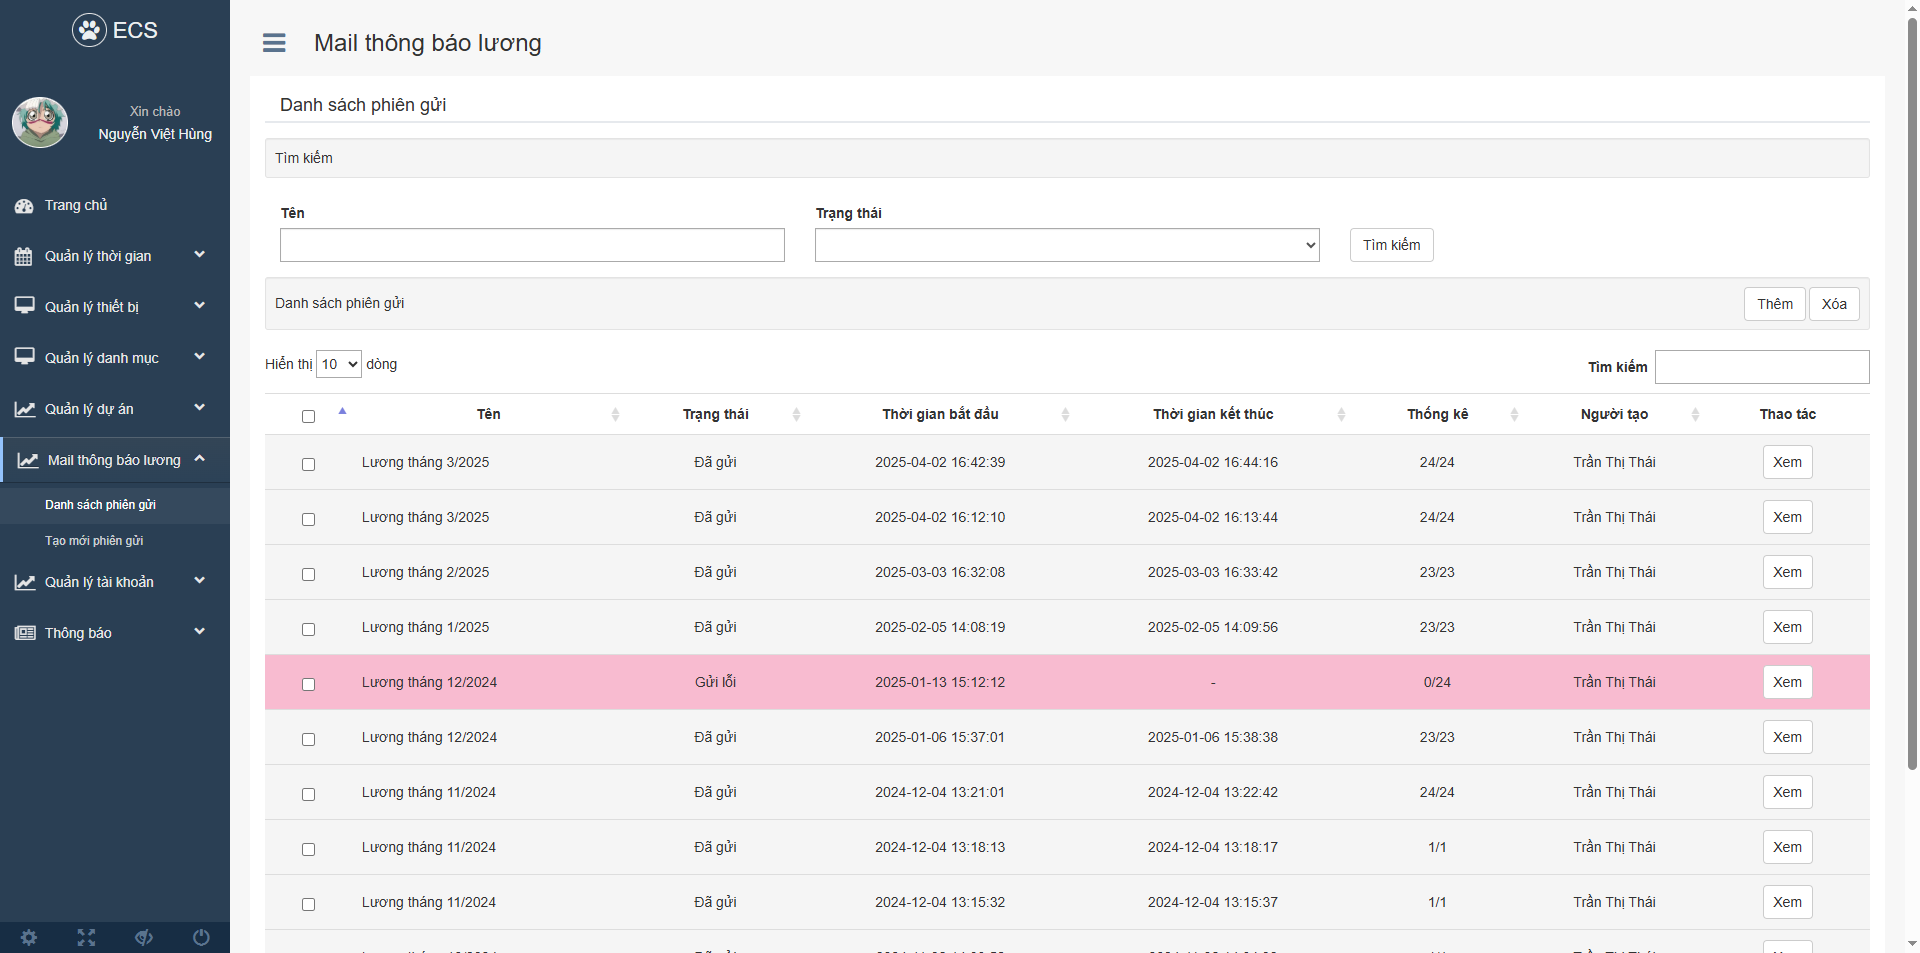 ECS
Xin chào
Nguyễn Việt Hùng
Trang chủ
Quản lý thời gian
Quản lý thiết bị
Quản lý danh mục
Quản lý dự án
Mail thông báo lương
Danh sách phiên gửi
Tạo mới phiên gửi
Quản lý tài khoản
Thông báo
Mail thông báo lương
Danh sách phiên gửi
Tìm kiếm
Tên
Trạng thái
Tìm kiếm
Danh sách phiên gửi
Thêm
Xóa
Hiển thị 10 dòng
Tìm kiếm
Tên Trạng thái Thời gian bắt đầu Thời gian kết thúc Thống kê Người tạo Thao tác
Lương tháng 3/2025 Đã gửi 2025-04-02 16:42:39 2025-04-02 16:44:16 24/24 Trần Thị Thái Xem
Lương tháng 3/2025 Đã gửi 2025-04-02 16:12:10 2025-04-02 16:13:44 24/24 Trần Thị Thái Xem
Lương tháng 2/2025 Đã gửi 2025-03-03 16:32:08 2025-03-03 16:33:42 23/23 Trần Thị Thái Xem
Lương tháng 1/2025 Đã gửi 2025-02-05 14:08:19 2025-02-05 14:09:56 23/23 Trần Thị Thái Xem
Lương tháng 12/2024 Gửi lỗi 2025-01-13 15:12:12 - 0/24 Trần Thị Thái Xem
Lương tháng 12/2024 Đã gửi 2025-01-06 15:37:01 2025-01-06 15:38:38 23/23 Trần Thị Thái Xem
Lương tháng 11/2024 Đã gửi 2024-12-04 13:21:01 2024-12-04 13:22:42 24/24 Trần Thị Thái Xem
Lương tháng 11/2024 Đã gửi 2024-12-04 13:18:13 2024-12-04 13:18:17 1/1 Trần Thị Thái Xem
Lương tháng 11/2024 Đã gửi 2024-12-04 13:15:32 2024-12-04 13:15:37 1/1 Trần Thị Thái Xem